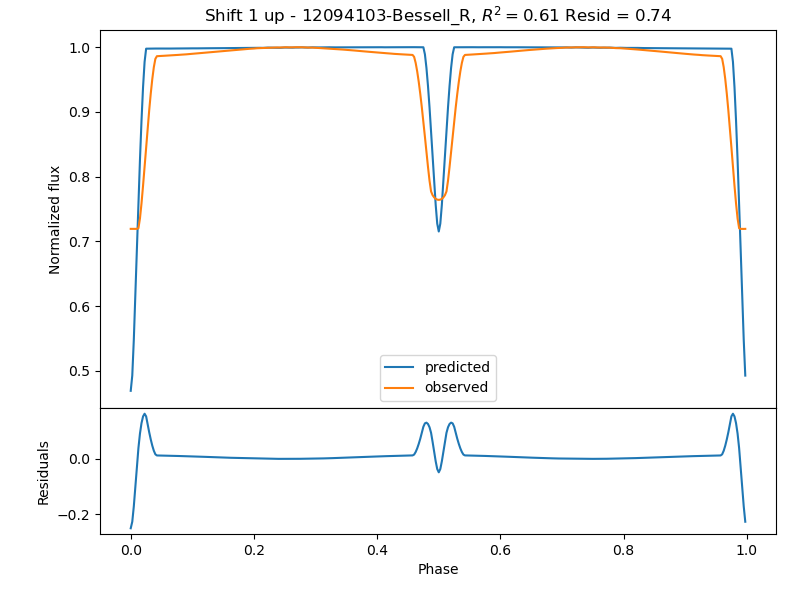 Shift 1 up - 12094103-Bessell_R, R² = 0.61 Resid = 0.74
1.0
0.9
0.8
0.7
0.6
0.5
Normalized flux
predicted
observed
0.0
−0.2
Residuals
0.0 0.2 0.4 0.6 0.8 1.0
Phase